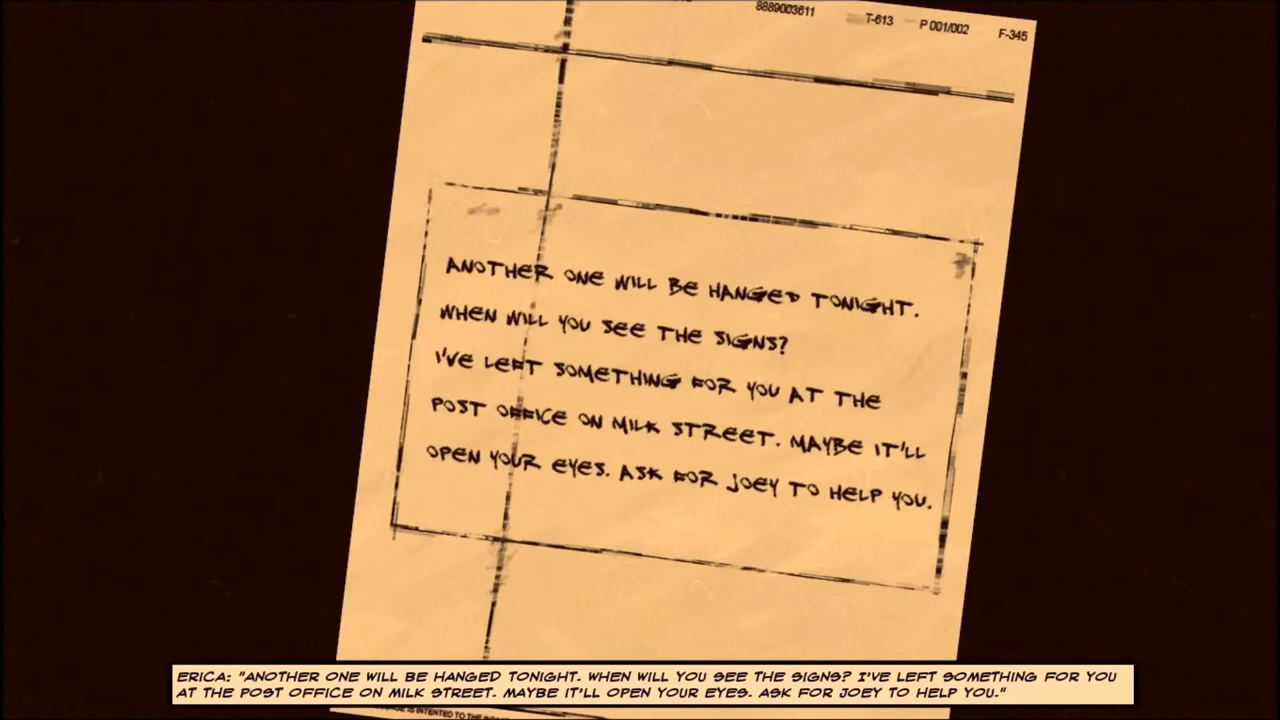 8889003611 T-613 P 001/002 F-345
ANOTHER ONE WILL BE HANGED TONIGHT.
WHEN WILL YOU SEE THE SIGNS?
I'VE LEFT SOMETHING FOR YOU AT THE
POST OFFICE ON MILK STREET. MAYBE IT'LL
OPEN YOUR EYES. ASK FOR JOEY TO HELP YOU.
ERICA: "ANOTHER ONE WILL BE HANGED TONIGHT. WHEN WILL YOU SEE THE SIGNS? I'VE LEFT SOMETHING FOR YOU
AT THE POST OFFICE ON MILK STREET. MAYBE IT'LL OPEN YOUR EYES. ASK FOR JOEY TO HELP YOU."
IS INTENTED TO THE